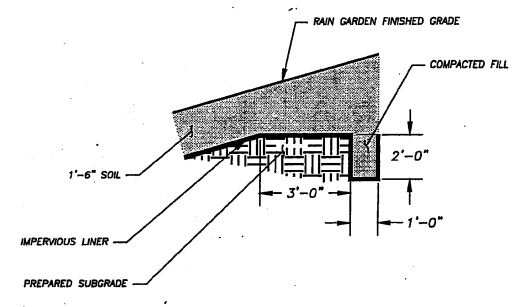 RAIN GARDEN FINISHED GRADE
COMPACTED FILL
2'-0"
1'-6" SOIL
3'-0"
1'-0"
IMPERVIOUS LINER
PREPARED SUBGRADE